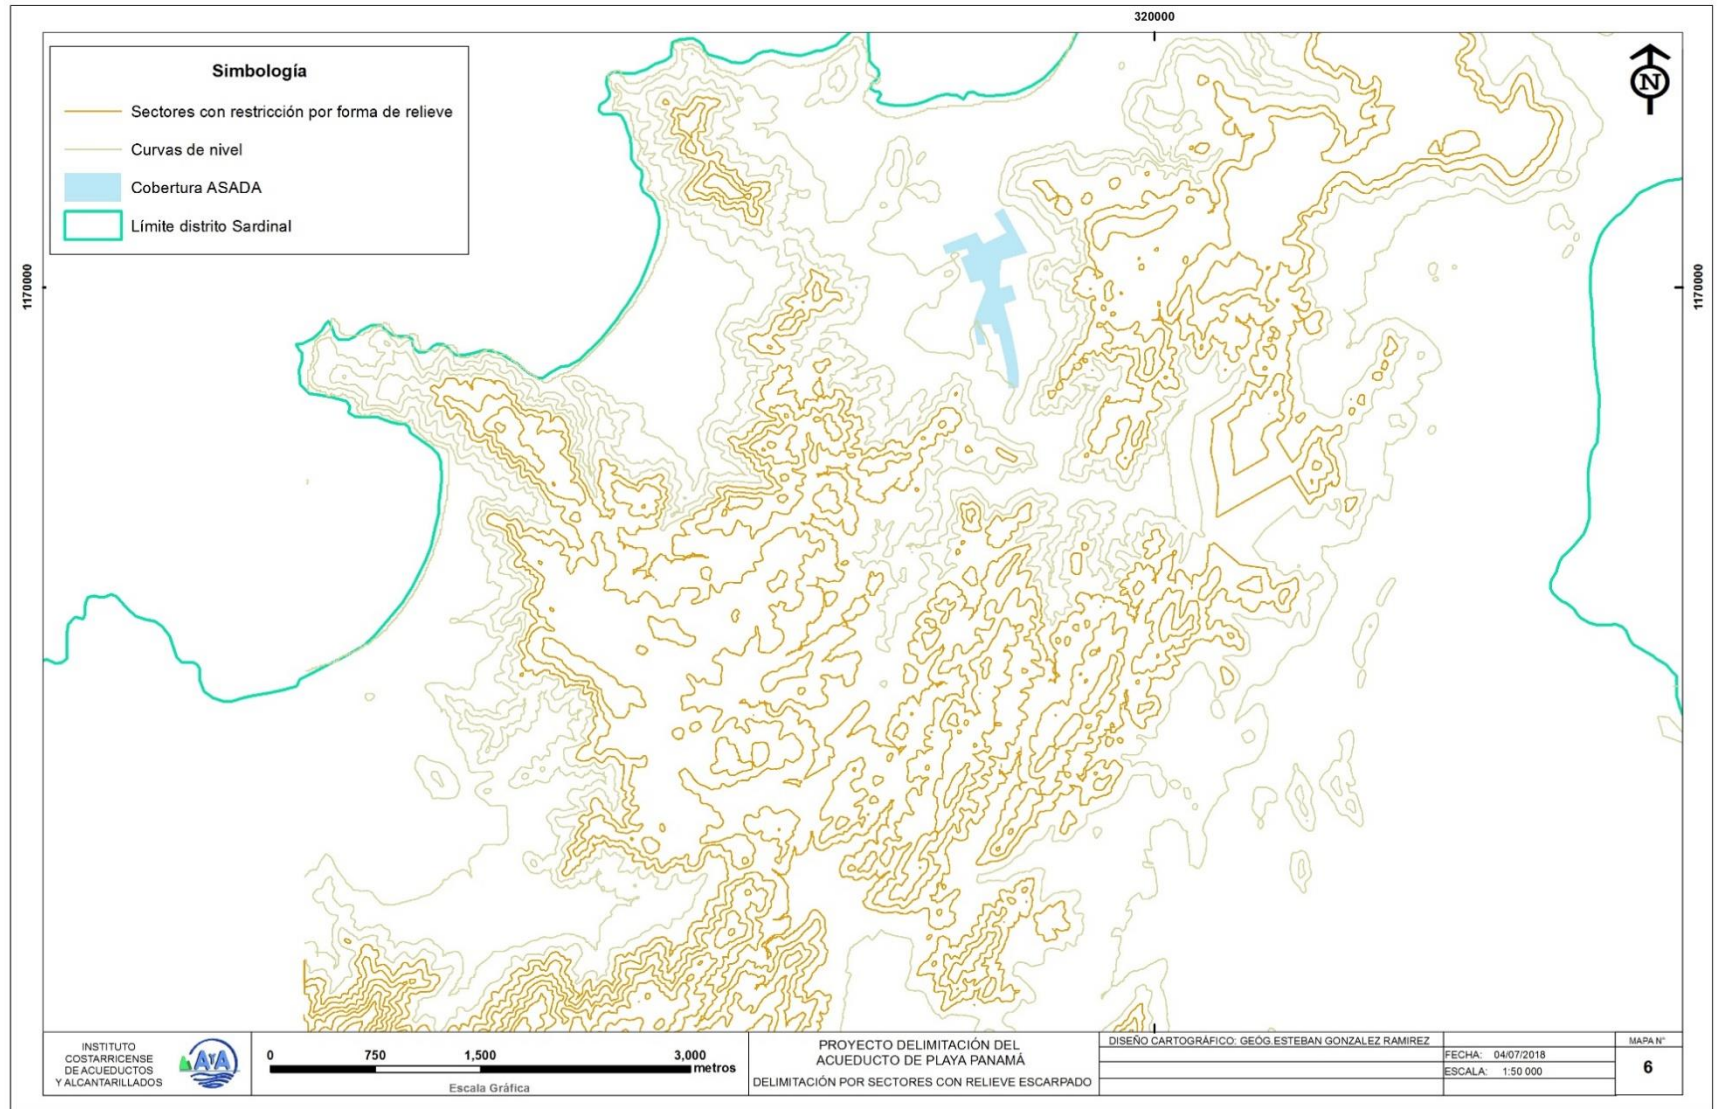 320000
Simbología
Sectores con restricción por forma de relieve
Curvas de nivel
Cobertura ASADA
Límite distrito Sardinal
N
1170000
1170000
INSTITUTO
COSTARRICENSE
DE ACUEDUCTOS
Y ALCANTARILLADOS
AyA
0 750 1,500 3,000
metros
Escala Gráfica
PROYECTO DELIMITACIÓN DEL
ACUEDUCTO DE PLAYA PANAMÁ
DELIMITACIÓN POR SECTORES CON RELIEVE ESCARPADO
DISEÑO CARTOGRÁFICO: GEÓG.ESTEBAN GONZALEZ RAMIREZ
FECHA: 04/07/2018
ESCALA: 1:50 000
MAPA N°
6